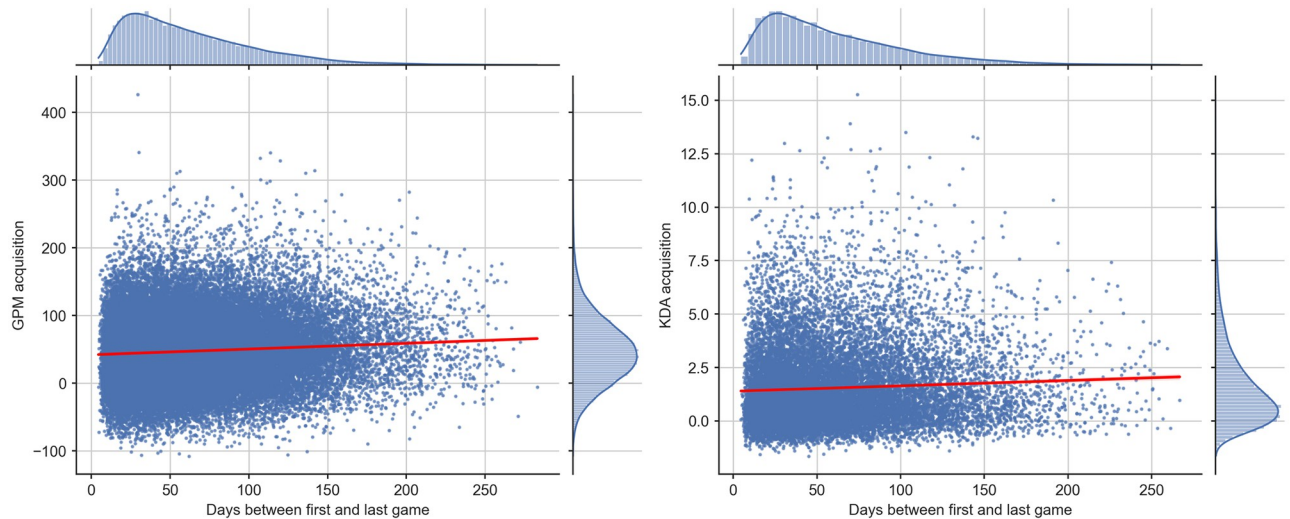 400
300
200
100
0
−100
GPM acquisition
0 50 100 150 200 250
Days between first and last game
15.0
12.5
10.0
7.5
5.0
2.5
0.0
KDA acquisition
0 50 100 150 200 250
Days between first and last game